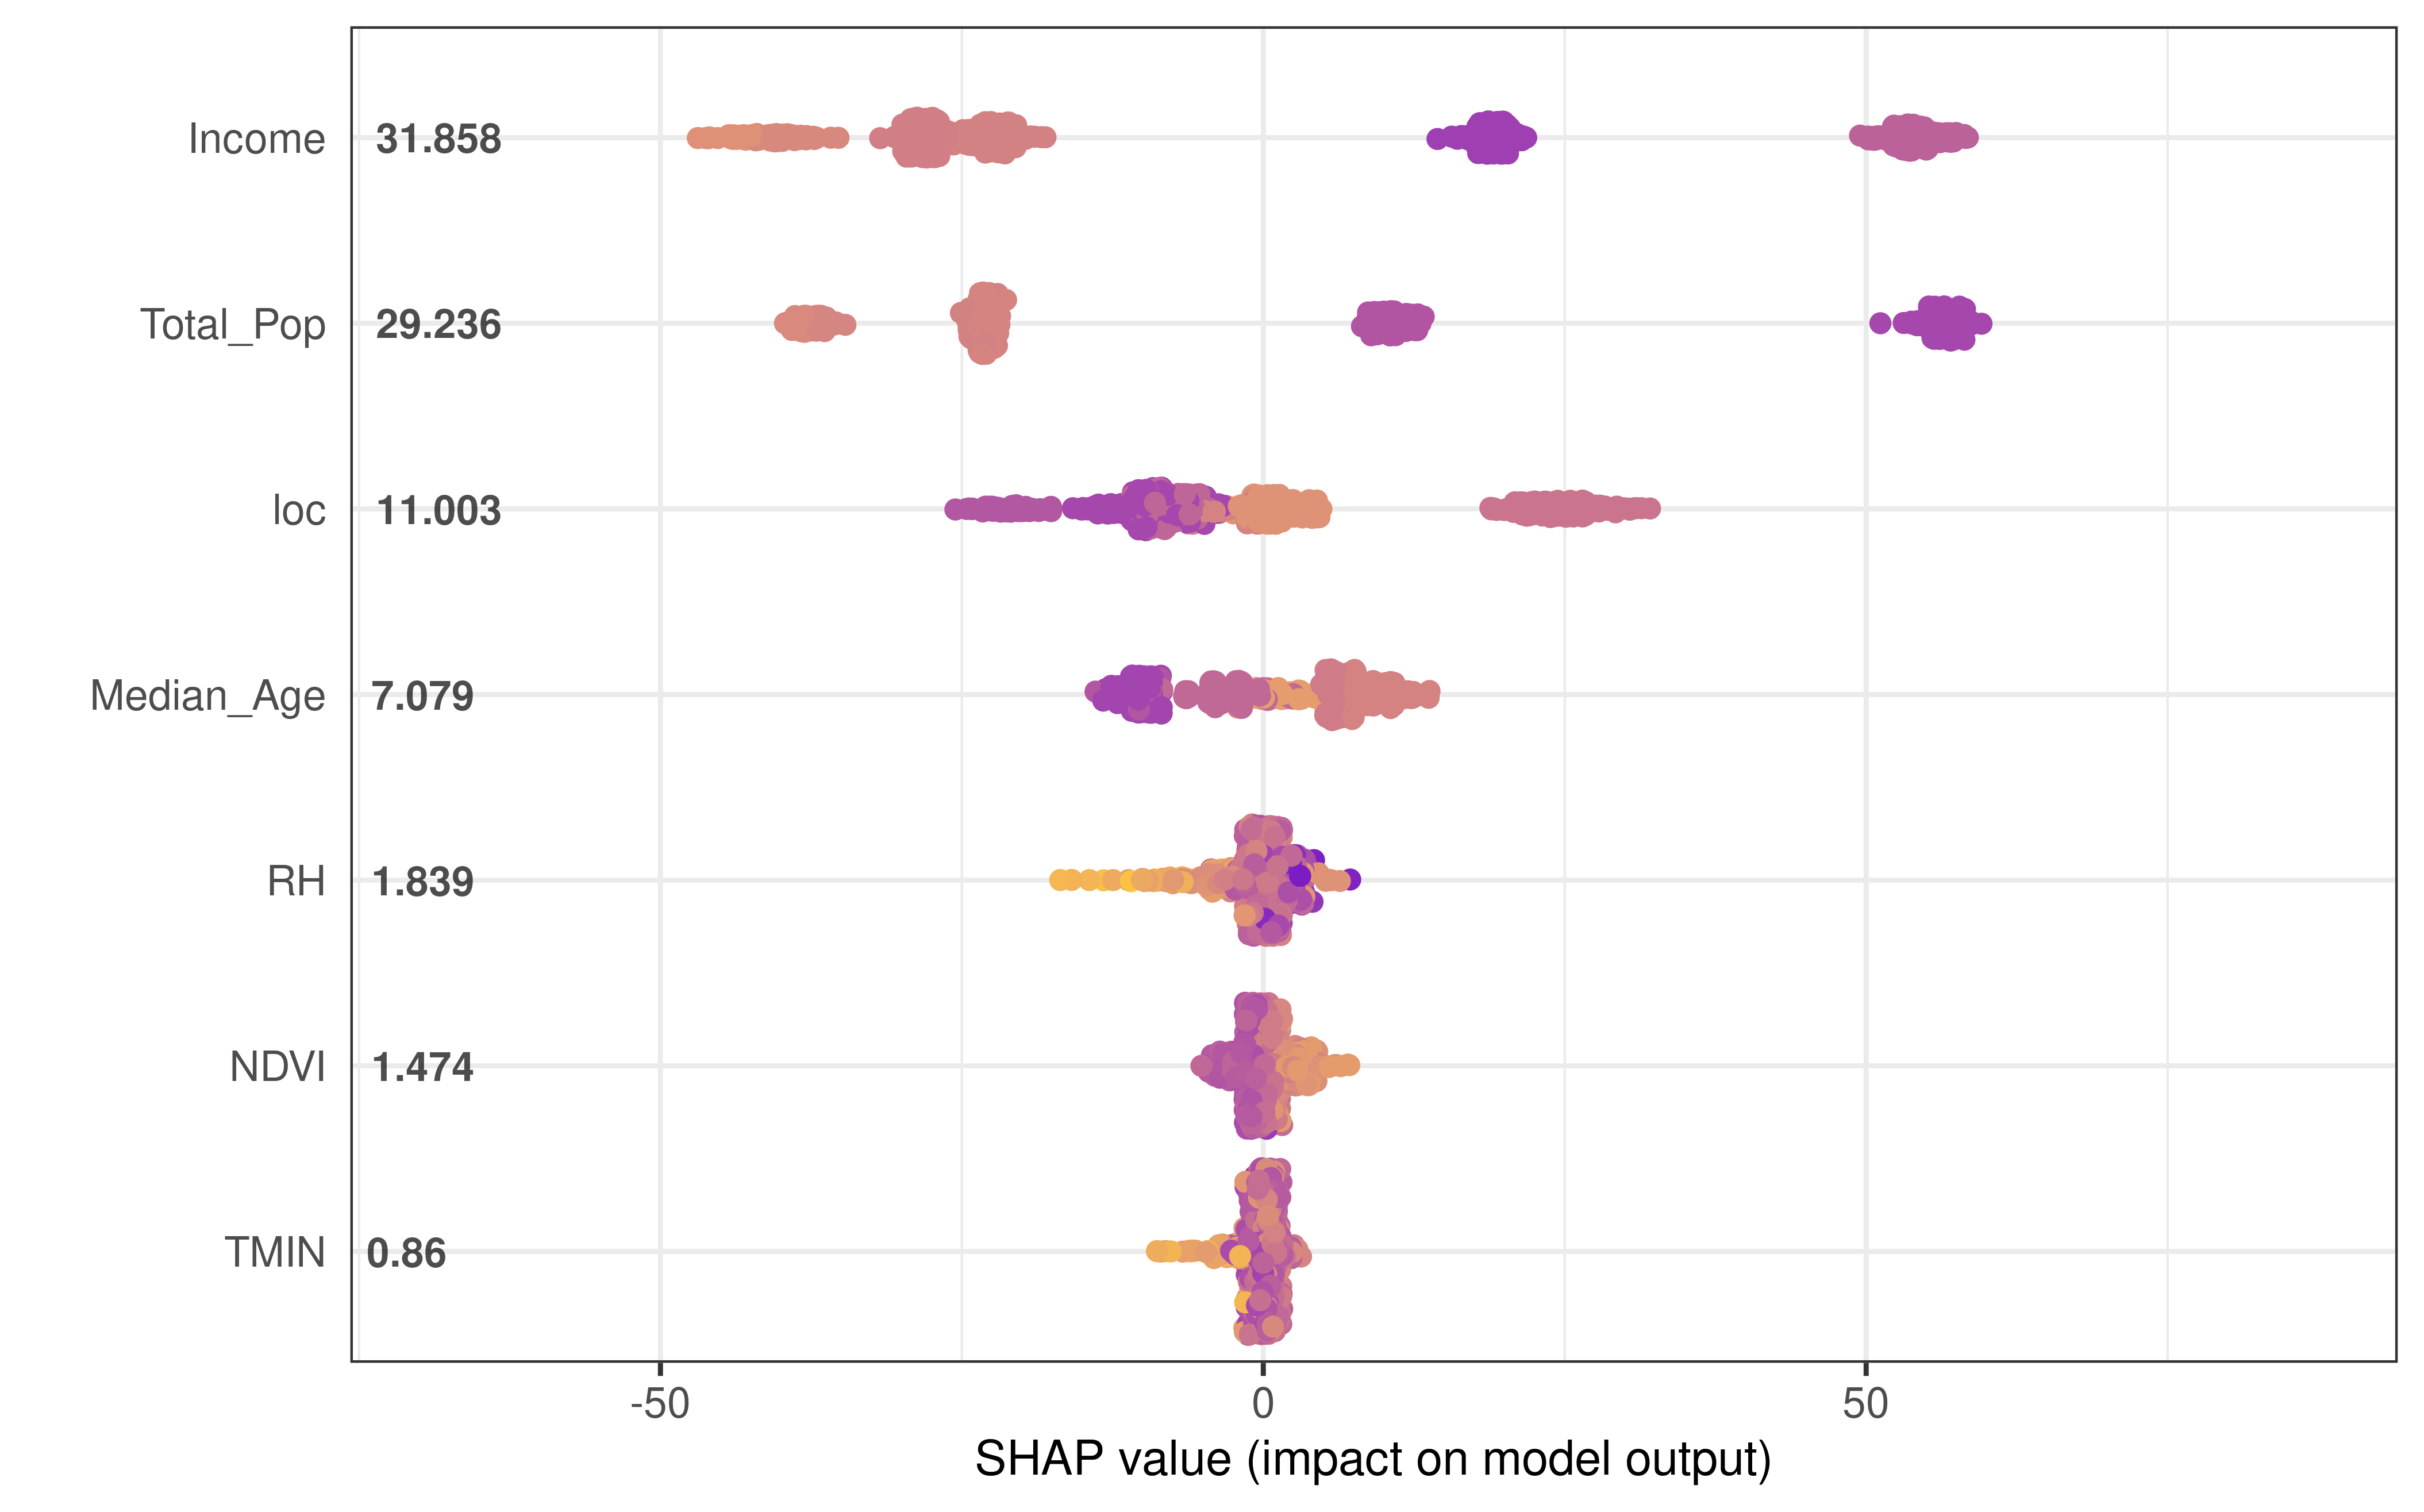 Income 31.858
Total_Pop 29.236
loc 11.003
Median_Age 7.079
RH 1.839
NDVI 1.474
TMIN 0.86
-50 0 50
SHAP value (impact on model output)